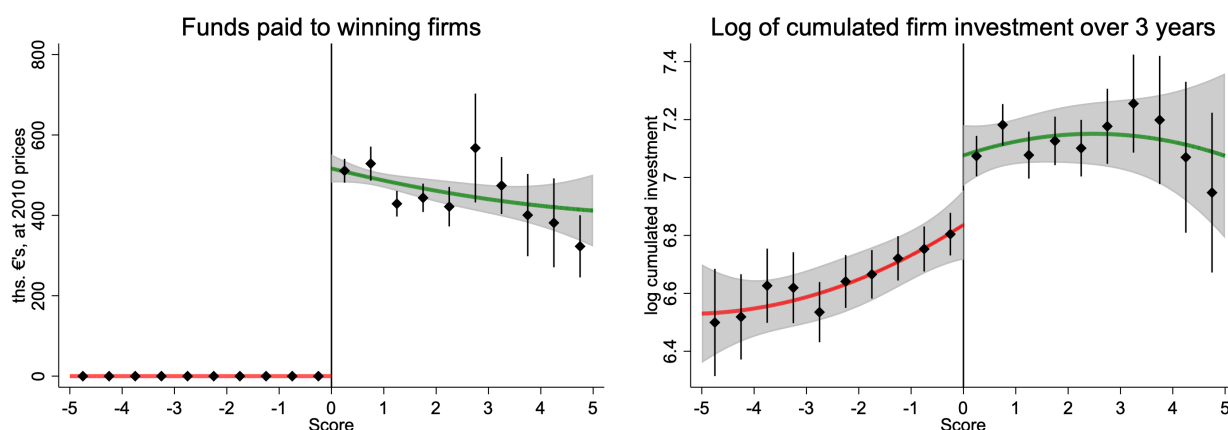 Funds paid to winning firms
ths. €'s, at 2010 prices
800
600
400
200
0
-5 -4 -3 -2 -1 0 1 2 3 4 5
Score
Log of cumulated firm investment over 3 years
log cumulated investment
7.4
7.2
7
6.8
6.6
6.4
-5 -4 -3 -2 -1 0 1 2 3 4 5
Score